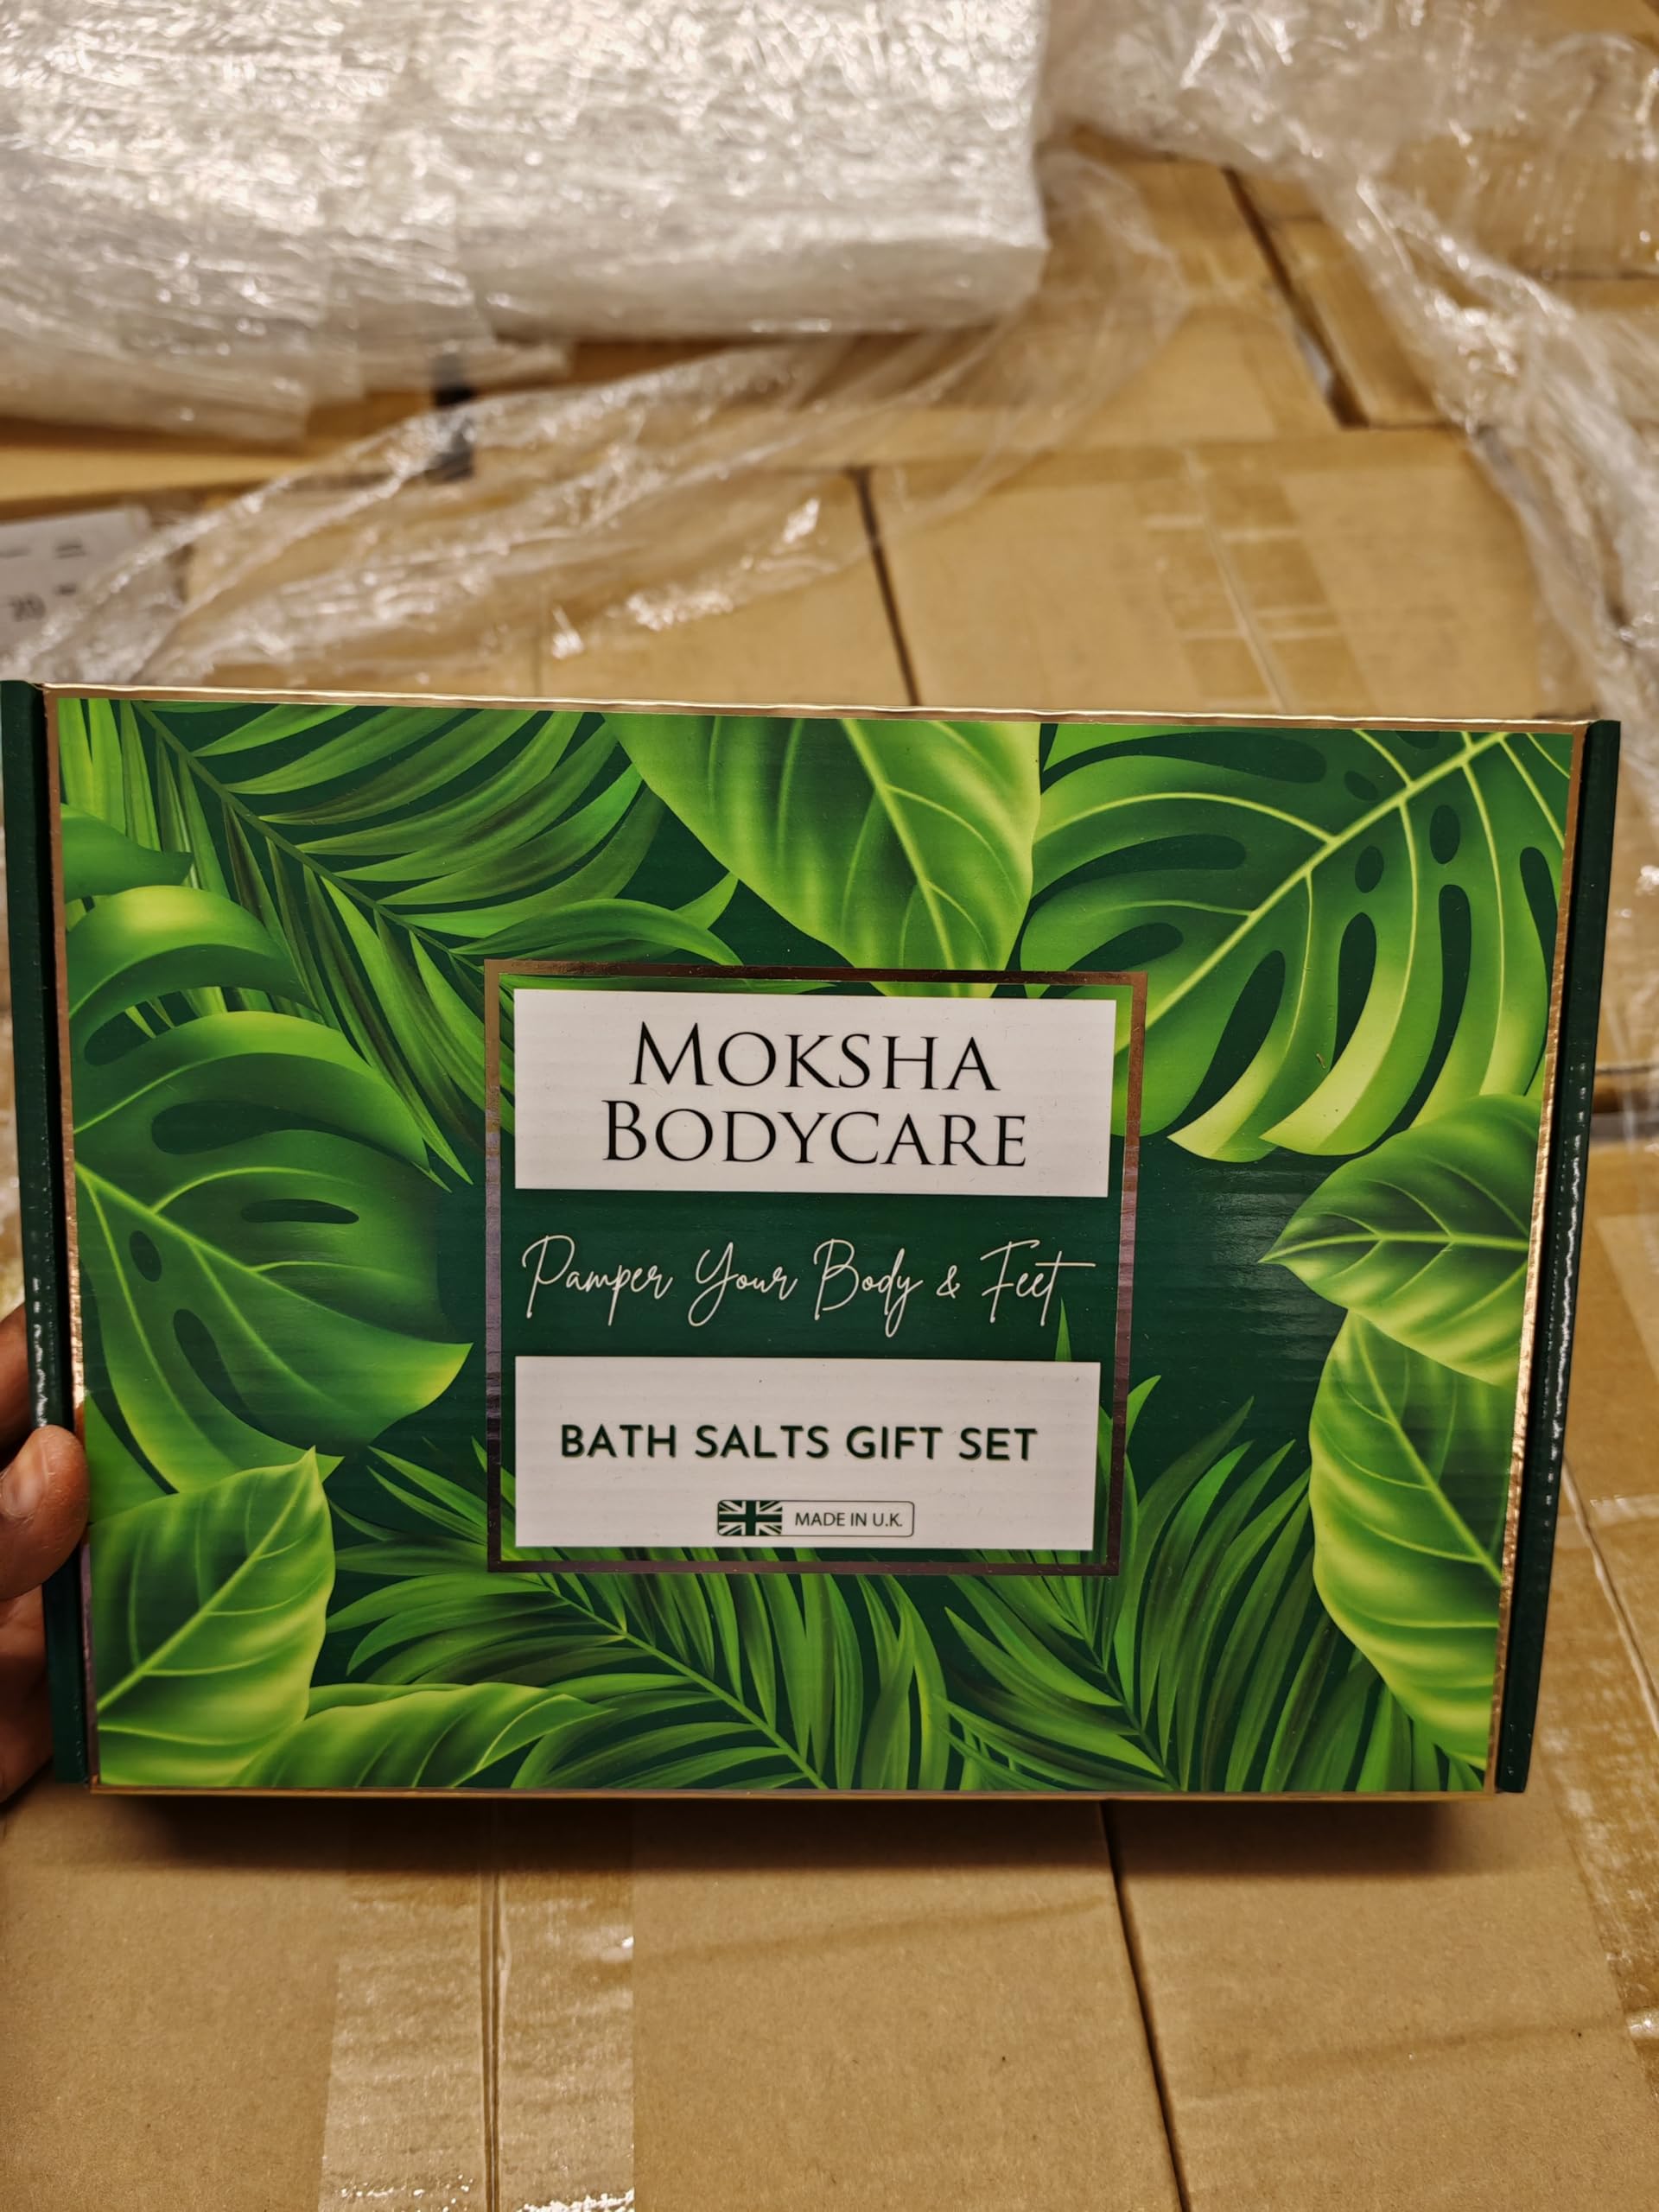 MOKSHA
BODYCARE
Pamper Your Body & Feet
BATH SALTS GIFT SET
MADE IN U.K.